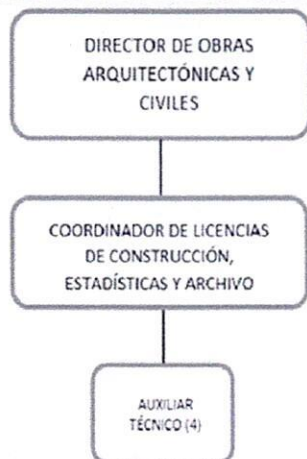 DIRECTOR DE OBRAS
ARQUITECTÓNICAS Y
CIVILES
COORDINADOR DE LICENCIAS
DE CONSTRUCCIÓN,
ESTADÍSTICAS Y ARCHIVO
AUXILIAR
TÉCNICO (4)